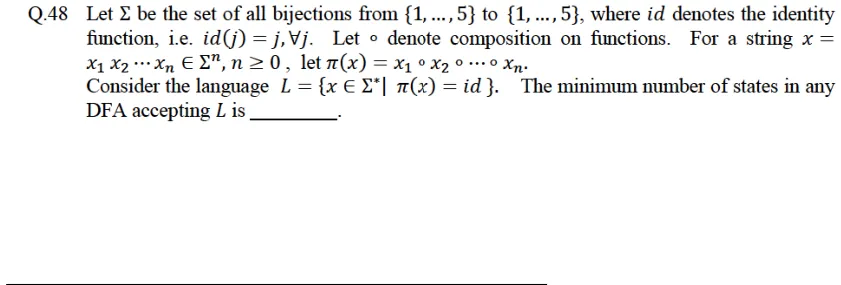 Q.48 Let Σ be the set of all bijections from {1, ..., 5} to {1, ..., 5}, where id denotes the identity
function, i.e. id(j) = j, ∀j. Let ∘ denote composition on functions. For a string x =
x₁ x₂ ⋯ xₙ ∈ Σⁿ, n ≥ 0 , let π(x) = x₁ ∘ x₂ ∘ ⋯ ∘ xₙ.
Consider the language L = {x ∈ Σ*| π(x) = id }. The minimum number of states in any
DFA accepting L is ________.